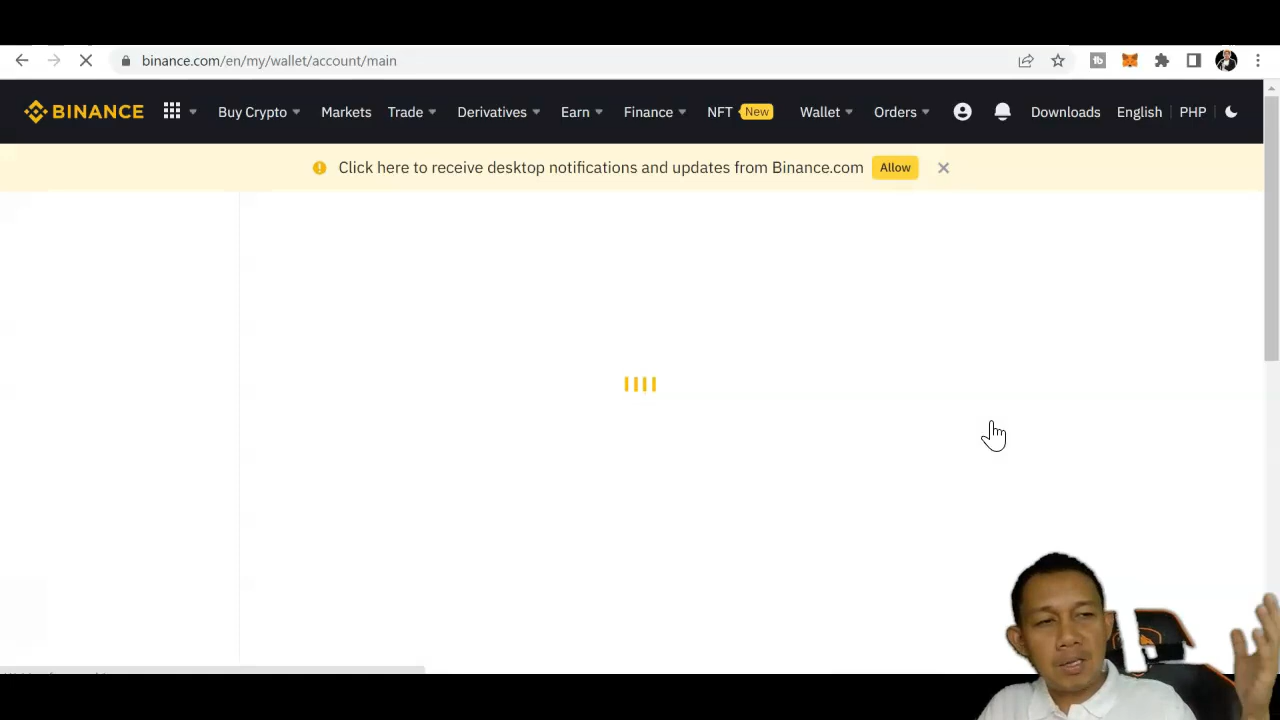 binance.com/en/my/wallet/account/main
BINANCE Buy Crypto Markets Trade Derivatives Earn Finance NFT New Wallet Orders Downloads English PHP
Click here to receive desktop notifications and updates from Binance.com Allow